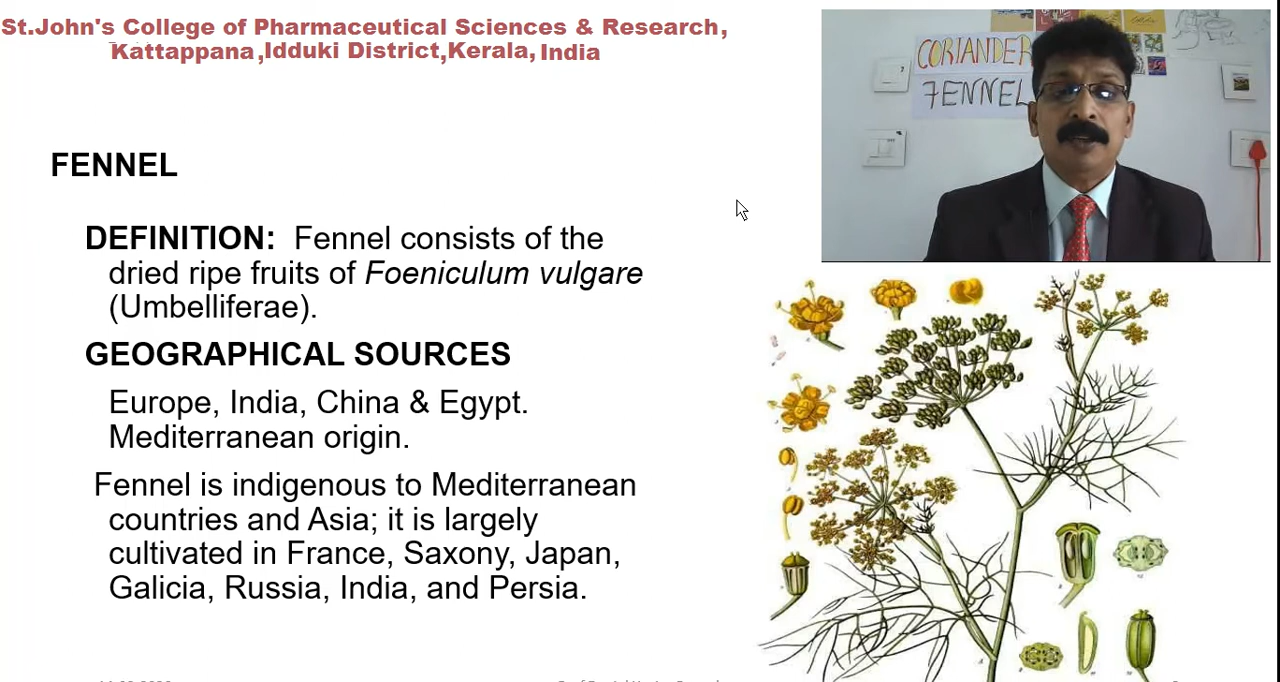 St.John's College of Pharmaceutical Sciences & Research,
Kattappana,Idduki District,Kerala, India
CORIANDER
FENNEL
FENNEL
DEFINITION: Fennel consists of the
dried ripe fruits of Foeniculum vulgare
(Umbelliferae).
GEOGRAPHICAL SOURCES
Europe, India, China & Egypt.
Mediterranean origin.
Fennel is indigenous to Mediterranean
countries and Asia; it is largely
cultivated in France, Saxony, Japan,
Galicia, Russia, India, and Persia.